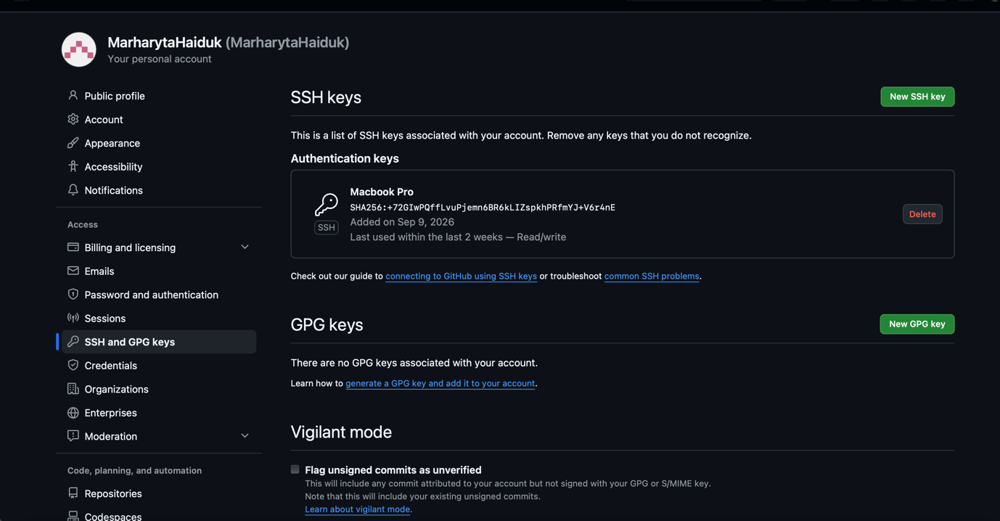 MarharytaHaiduk (MarharytaHaiduk)
Your personal account
Public profile
Account
Appearance
Accessibility
Notifications
Access
Billing and licensing
Emails
Password and authentication
Sessions
SSH and GPG keys
Credentials
Organizations
Enterprises
Moderation
Code, planning, and automation
Repositories
Codespaces
SSH keys
New SSH key
This is a list of SSH keys associated with your account. Remove any keys that you do not recognize.
Authentication keys
Macbook Pro
SHA256:+72GIwPQffLvuPjemn6BR6kLIZspkhPRfmYJ+V6r4nE
SSH
Added on Sep 9, 2026
Last used within the last 2 weeks — Read/write
Delete
Check out our guide to connecting to GitHub using SSH keys or troubleshoot common SSH problems.
GPG keys
New GPG key
There are no GPG keys associated with your account.
Learn how to generate a GPG key and add it to your account.
Vigilant mode
Flag unsigned commits as unverified
This will include any commit attributed to your account but not signed with your GPG or S/MIME key.
Note that this will include your existing unsigned commits.
Learn about vigilant mode.